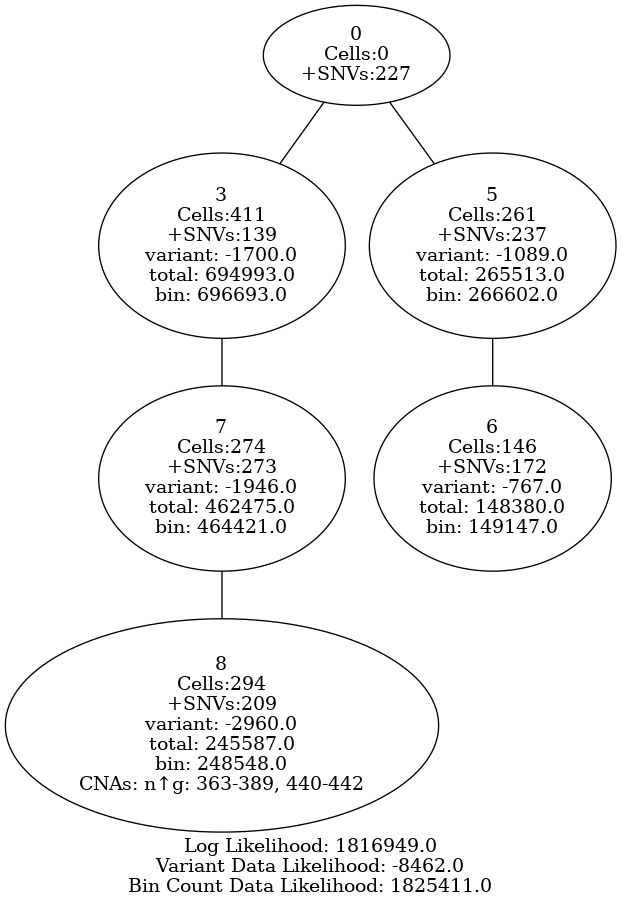 0
Cells:0
+SNVs:227
3
Cells:411
+SNVs:139
variant: -1700.0
total: 694993.0
bin: 696693.0
5
Cells:261
+SNVs:237
variant: -1089.0
total: 265513.0
bin: 266602.0
7
Cells:274
+SNVs:273
variant: -1946.0
total: 462475.0
bin: 464421.0
6
Cells:146
+SNVs:172
variant: -767.0
total: 148380.0
bin: 149147.0
8
Cells:294
+SNVs:209
variant: -2960.0
total: 245587.0
bin: 248548.0
CNAs: n↑g: 363-389, 440-442
Log Likelihood: 1816949.0
Variant Data Likelihood: -8462.0
Bin Count Data Likelihood: 1825411.0